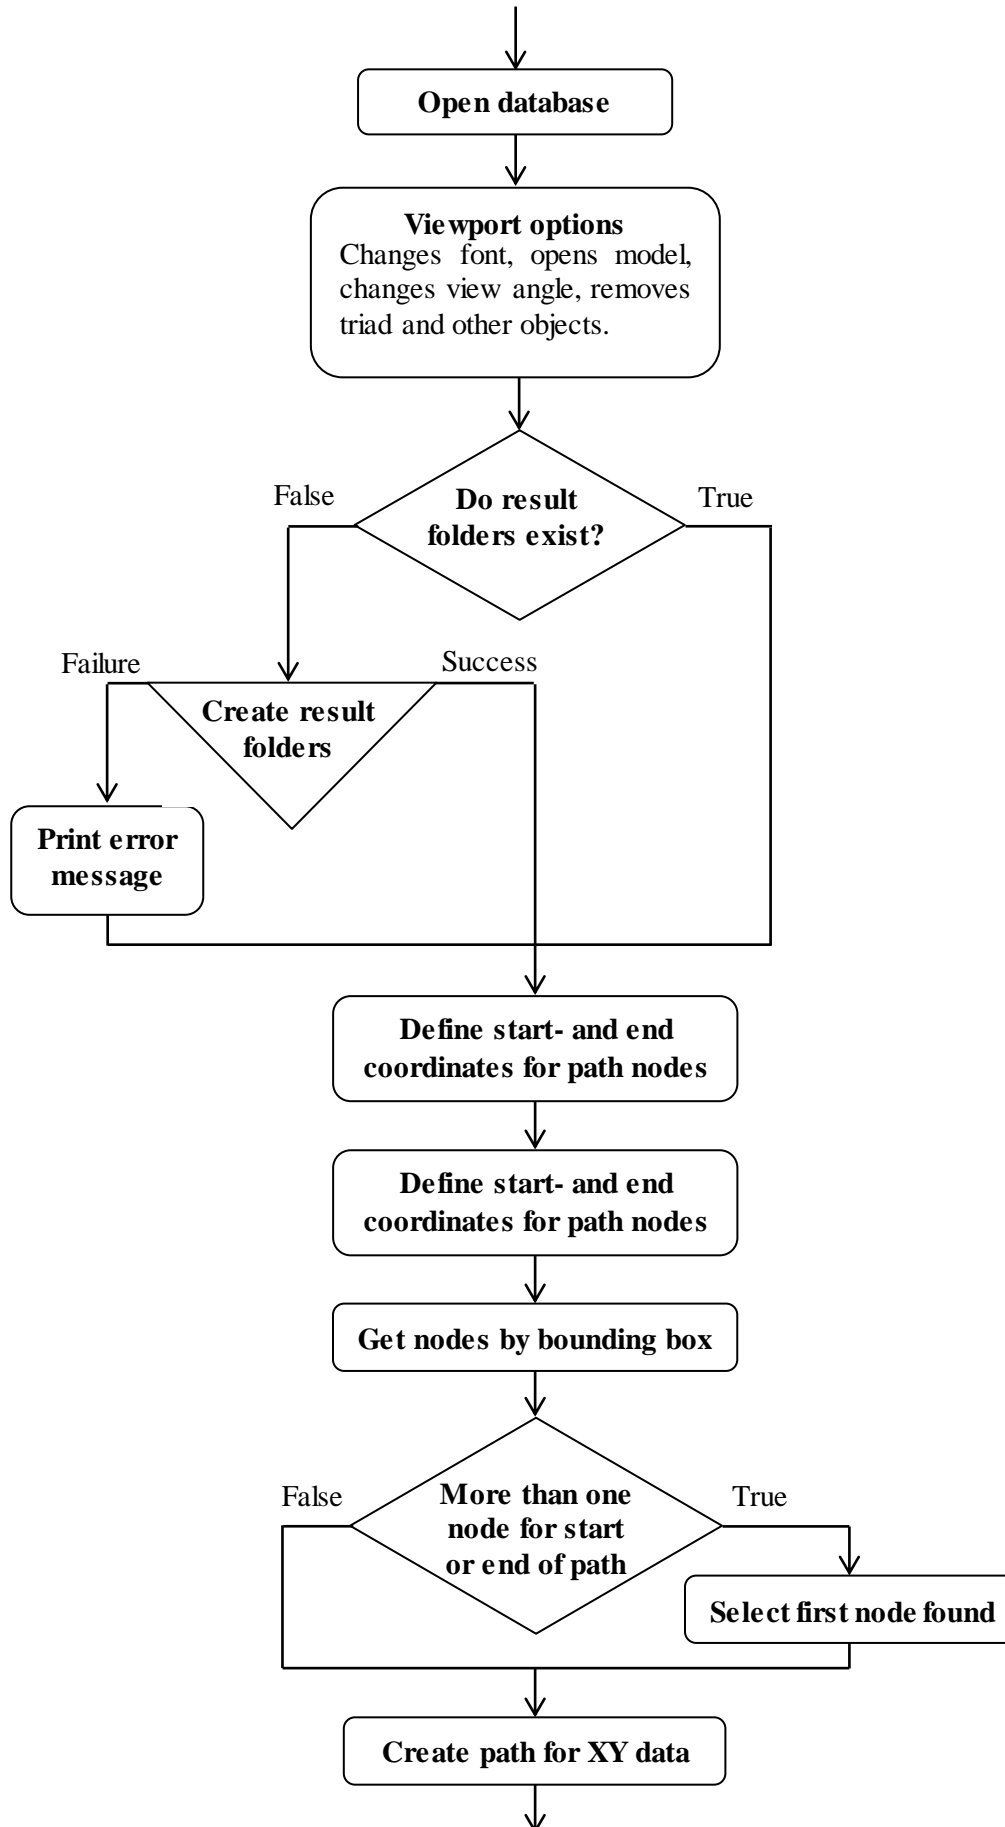 Open database
Viewport options
Changes font, opens model,
changes view angle, removes
triad and other objects.
False
True
Do result
folders exist?
Failure
Success
Create result
folders
Print error
message
Define start- and end
coordinates for path nodes
Define start- and end
coordinates for path nodes
Get nodes by bounding box
False
True
More than one
node for start
or end of path
Select first node found
Create path for XY data